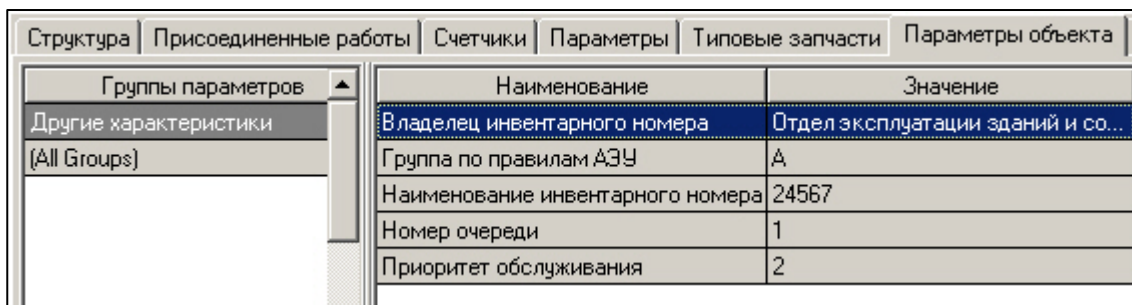 Структура Присоединенные работы Счетчики Параметры Типовые запчасти Параметры объекта
Группы параметров Наименование Значение
Другие характеристики Владелец инвентарного номера Отдел эксплуатации зданий и со...
(All Groups) Группа по правилам АЭУ А
Наименование инвентарного номера 24567
Номер очереди 1
Приоритет обслуживания 2